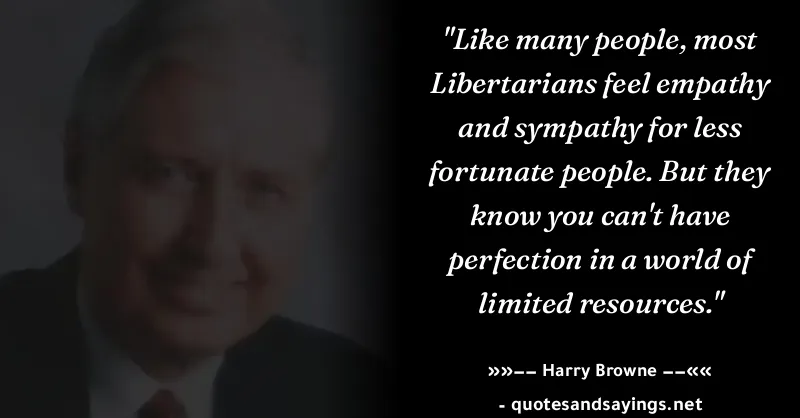 "Like many people, most
Libertarians feel empathy
and sympathy for less
fortunate people. But they
know you can't have
perfection in a world of
limited resources."
»»—— Harry Browne ——««
- quotesandsayings.net